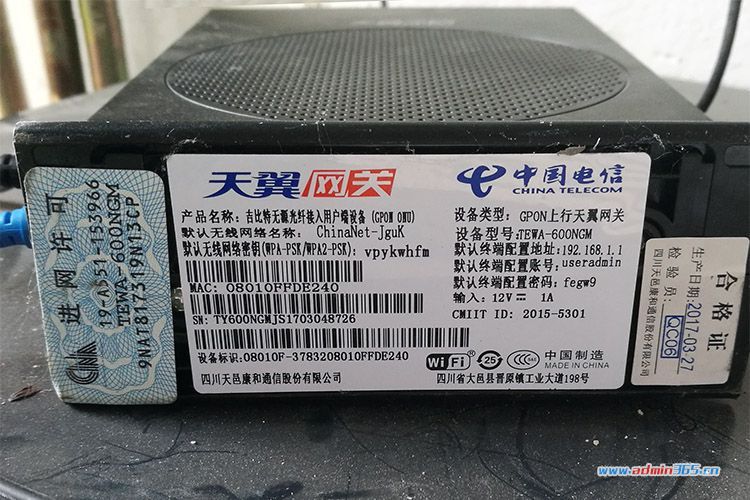 天翼网关
中国电信
CHINA TELECOM
产品名称: 吉比特无源光纤接入用户端设备(GPON ONU)
默认无线网络名称: ChinaNet-JguK
默认无线网络密钥(WPA-PSK/WPA2-PSK): vpykwhfm
MAC: 08010FFDE240
SN: TY600NGMJS1703048726
设备标识:08010F-3783208010FFDE240
四川天邑康和通信股份有限公司
设备类型: GPON上行天翼网关
设备型号:TEWA-600NGM
默认终端配置地址:192.168.1.1
默认终端配置账号:useradmin
默认终端配置密码: fegw9
输入: 12V⎓ 1A
CMIIT ID: 2015-5301
WiFi
25
中国制造
四川省大邑县晋原镇工业大道198号
进网许可
19-A551-153966
TEWA-600NGM
9NA1817319N13CP
合格证
生产日期:2017-03-27
检验员: QC06
四川天邑康和通信股份有限公司
www.admin365.cn